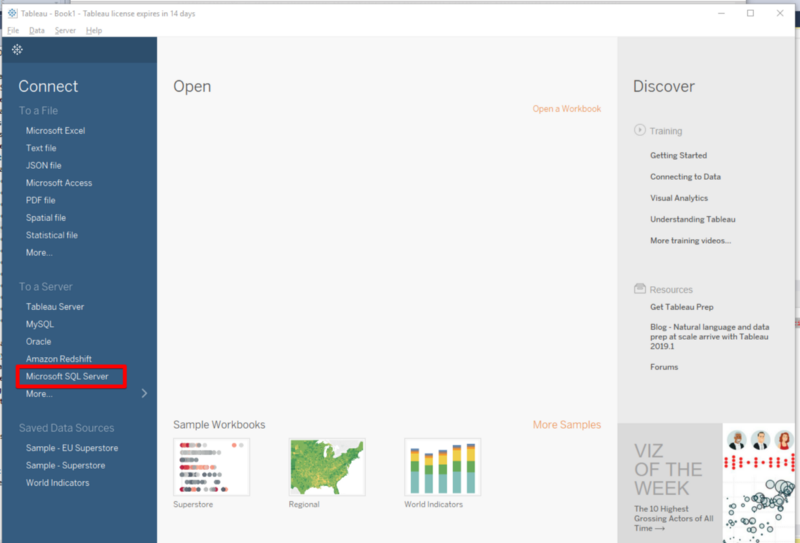 Tableau - Book1 - Tableau license expires in 14 days
File Data Server Help
Connect
To a File
Microsoft Excel
Text file
JSON file
Microsoft Access
PDF file
Spatial file
Statistical file
More...
To a Server
Tableau Server
MySQL
Oracle
Amazon Redshift
Microsoft SQL Server
More...
Saved Data Sources
Sample - EU Superstore
Sample - Superstore
World Indicators
Open
Open a Workbook
Sample Workbooks
More Samples
Superstore
Regional
World Indicators
Discover
Training
Getting Started
Connecting to Data
Visual Analytics
Understanding Tableau
More training videos...
Resources
Get Tableau Prep
Blog - Natural language and data
prep at scale arrive with Tableau
2019.1
Forums
VIZ
OF THE
WEEK
The 10 Highest
Grossing Actors of All
Time →